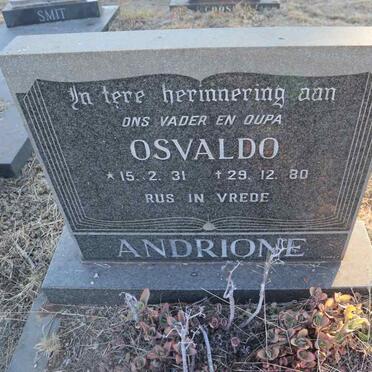 SMIT
In tere herinnering aan
ONS VADER EN OUPA
OSVALDO
* 15. 2. 31 † 29. 12. 80
RUS IN VREDE
ANDRIONE